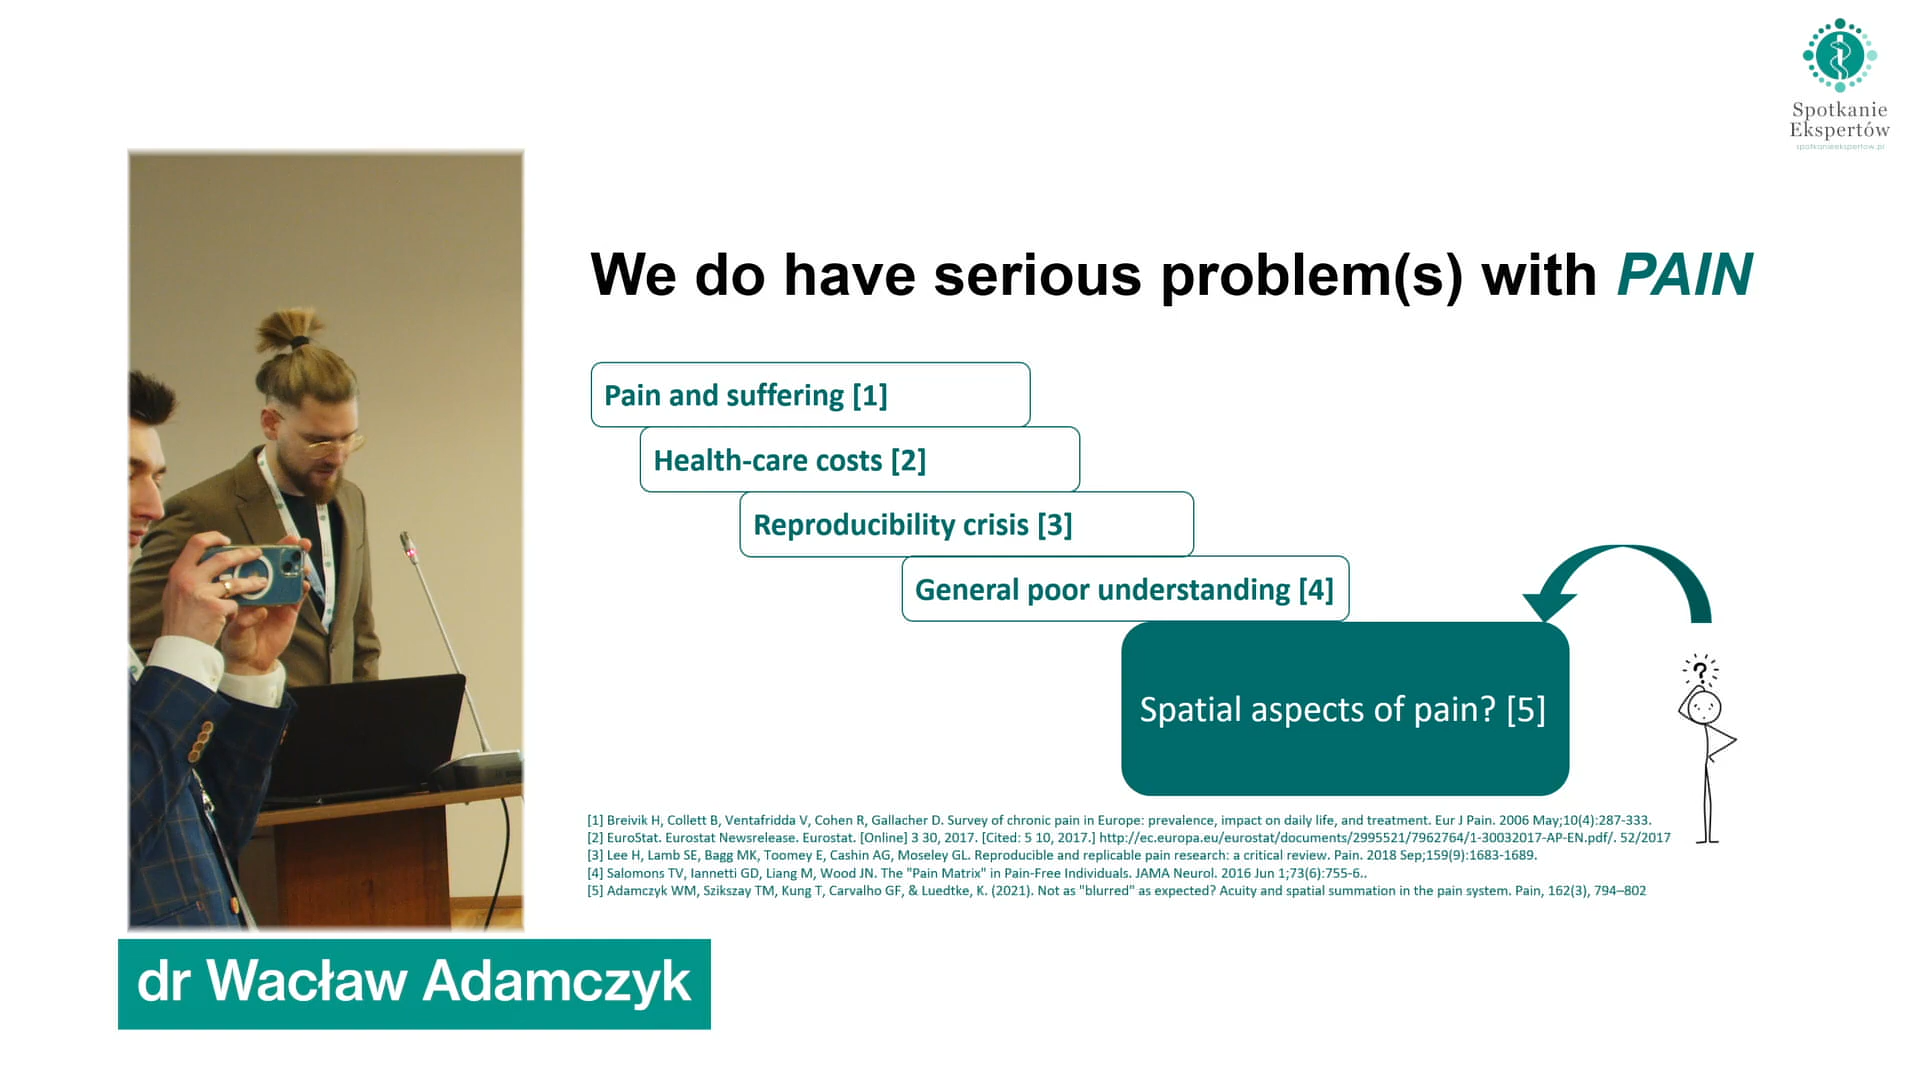 Spotkanie
Ekspertów
spotkanieekspertow.pl
We do have serious problem(s) with PAIN
Pain and suffering [1]
Health-care costs [2]
Reproducibility crisis [3]
General poor understanding [4]
Spatial aspects of pain? [5]
?
[1] Breivik H, Collett B, Ventafridda V, Cohen R, Gallacher D. Survey of chronic pain in Europe: prevalence, impact on daily life, and treatment. Eur J Pain. 2006 May;10(4):287-333.
[2] EuroStat. Eurostat Newsrelease. Eurostat. [Online] 3 30, 2017. [Cited: 5 10, 2017.] http://ec.europa.eu/eurostat/documents/2995521/7962764/1-30032017-AP-EN.pdf/. 52/2017
[3] Lee H, Lamb SE, Bagg MK, Toomey E, Cashin AG, Moseley GL. Reproducible and replicable pain research: a critical review. Pain. 2018 Sep;159(9):1683-1689.
[4] Salomons TV, Iannetti GD, Liang M, Wood JN. The "Pain Matrix" in Pain-Free Individuals. JAMA Neurol. 2016 Jun 1;73(6):755-6..
[5] Adamczyk WM, Szikszay TM, Kung T, Carvalho GF, & Luedtke, K. (2021). Not as "blurred" as expected? Acuity and spatial summation in the pain system. Pain, 162(3), 794–802
dr Wacław Adamczyk